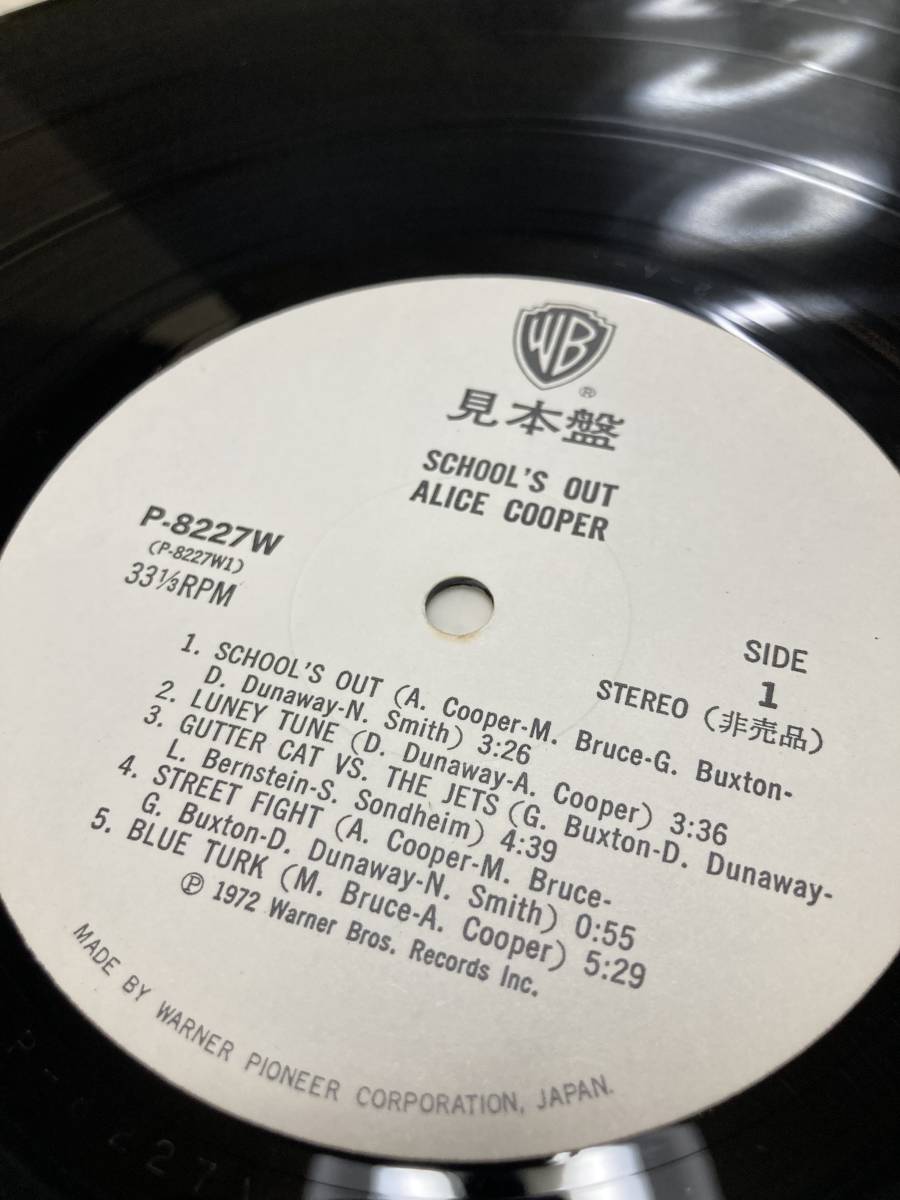 WB
®
見本盤
SCHOOL'S OUT
ALICE COOPER
P-8227W
(P-8227W1)
33⅓RPM
SIDE
1
STEREO (非売品)
1. SCHOOL'S OUT (A. Cooper-M. Bruce-G. Buxton-
D. Dunaway-N. Smith) 3:26
2. LUNEY TUNE (D. Dunaway-A. Cooper) 3:36
3. GUTTER CAT VS. THE JETS (G. Buxton-D. Dunaway-
L. Bernstein-S. Sondheim) 4:39
4. STREET FIGHT (A. Cooper-M. Bruce-
G. Buxton-D. Dunaway-N. Smith) 0:55
5. BLUE TURK (M. Bruce-A. Cooper) 5:29
Ⓟ 1972 Warner Bros. Records Inc.
MADE BY WARNER PIONEER CORPORATION, JAPAN.